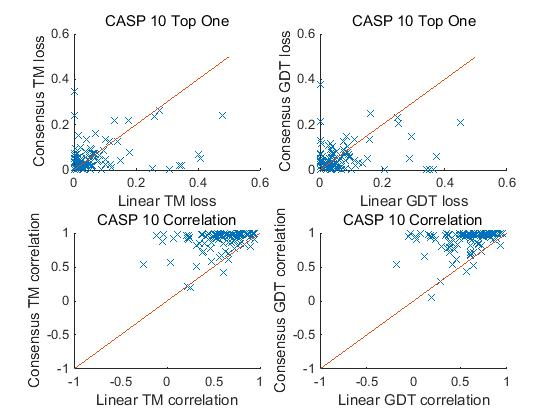 CASP 10 Top One
Consensus TM loss
0.6
0.4
0.2
0
0 0.2 0.4 0.6
Linear TM loss
CASP 10 Top One
Consensus GDT loss
0.6
0.4
0.2
0
0 0.2 0.4 0.6
Linear GDT loss
CASP 10 Correlation
Consensus TM correlation
1
0.5
0
-0.5
-1
-1 -0.5 0 0.5 1
Linear TM correlation
CASP 10 Correlation
Consensus GDT correlation
1
0.5
0
-0.5
-1
-1 -0.5 0 0.5 1
Linear GDT correlation